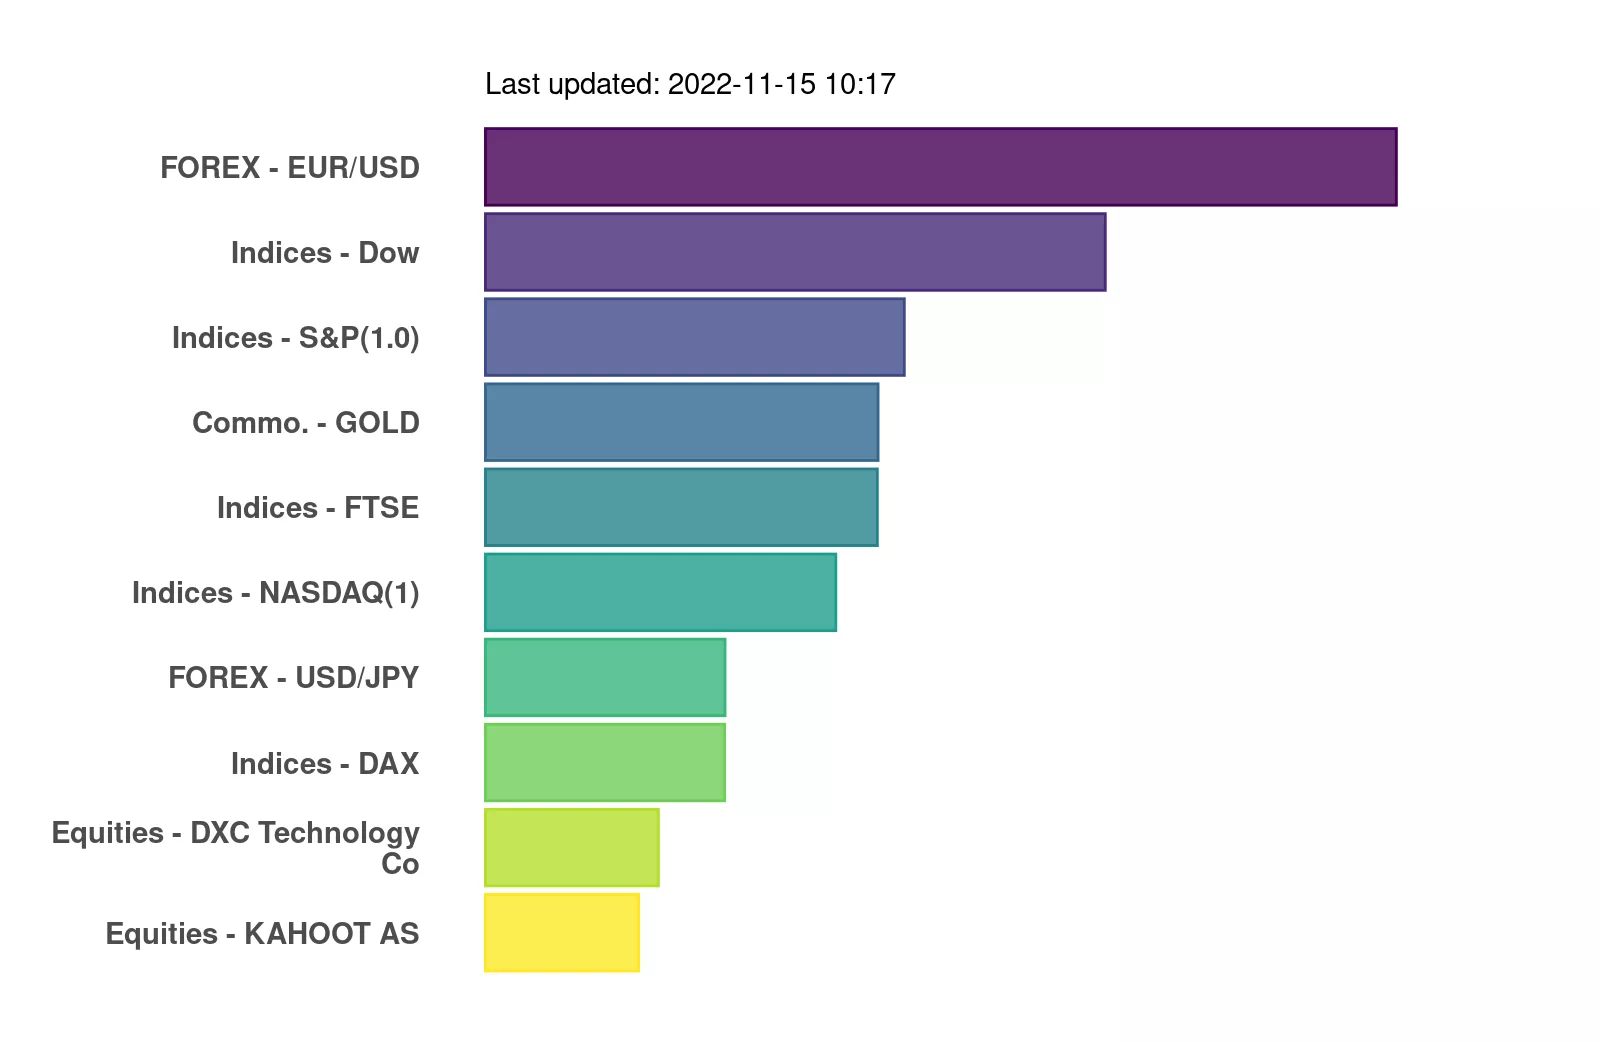 Last updated: 2022-11-15 10:17
FOREX - EUR/USD
Indices - Dow
Indices - S&P(1.0)
Commo. - GOLD
Indices - FTSE
Indices - NASDAQ(1)
FOREX - USD/JPY
Indices - DAX
Equities - DXC Technology
Co
Equities - KAHOOT AS